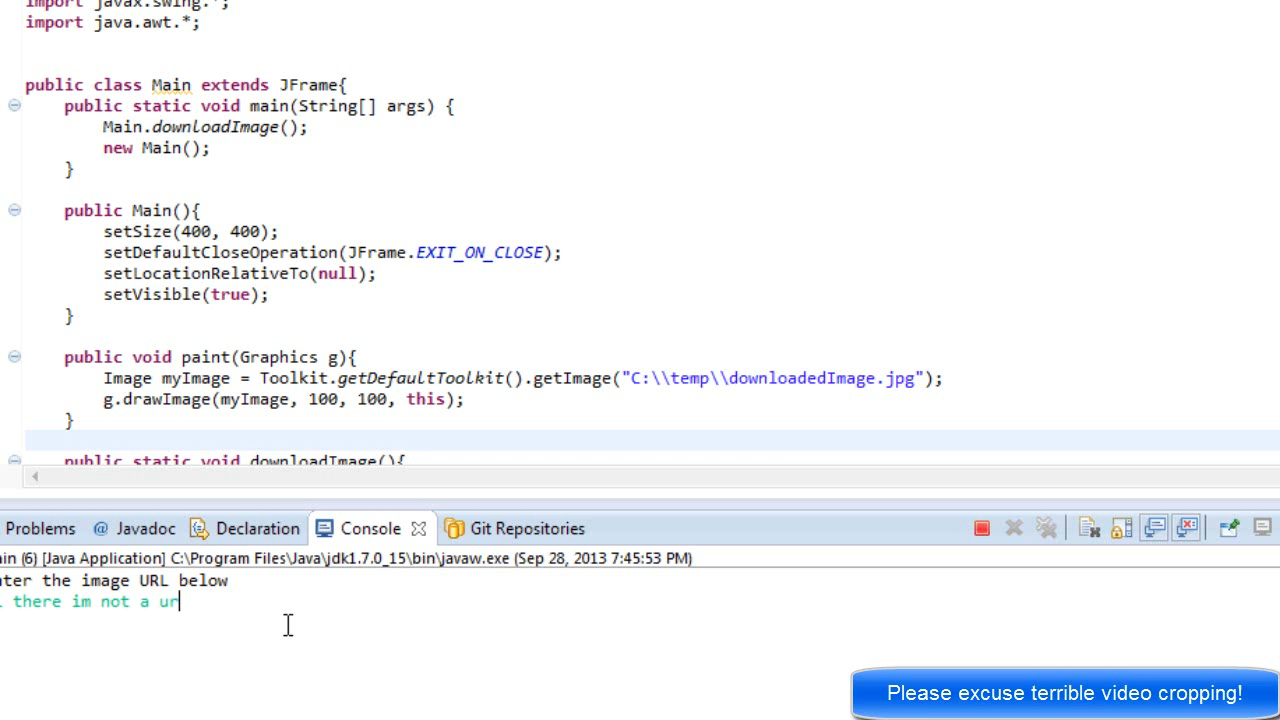 import javax.swing.*;
import java.awt.*;
public class Main extends JFrame{
public static void main(String[] args) {
Main.downloadImage();
new Main();
}
public Main(){
setSize(400, 400);
setDefaultCloseOperation(JFrame.EXIT_ON_CLOSE);
setLocationRelativeTo(null);
setVisible(true);
}
public void paint(Graphics g){
Image myImage = Toolkit.getDefaultToolkit().getImage("C:\\temp\\downloadedImage.jpg");
g.drawImage(myImage, 100, 100, this);
}
public static void downloadImage(){
Problems @ Javadoc Declaration Console Git Repositories
ain (6) [Java Application] C:\Program Files\Java\jdk1.7.0_15\bin\javaw.exe (Sep 28, 2013 7:45:53 PM)
nter the image URL below
there im not a ur
Please excuse terrible video cropping!